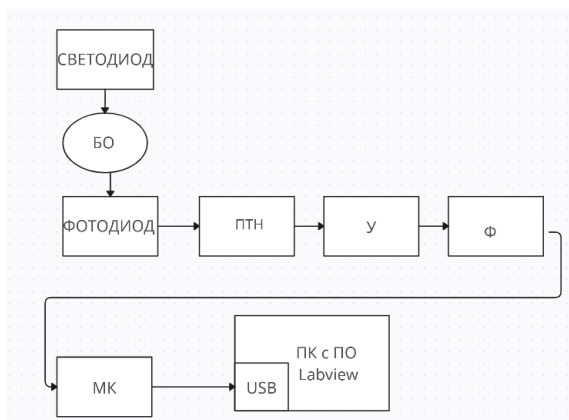 СВЕТОДИОД
БО
ФОТОДИОД
ПТН
У
Ф
МК
USB
ПК с ПО
Labview